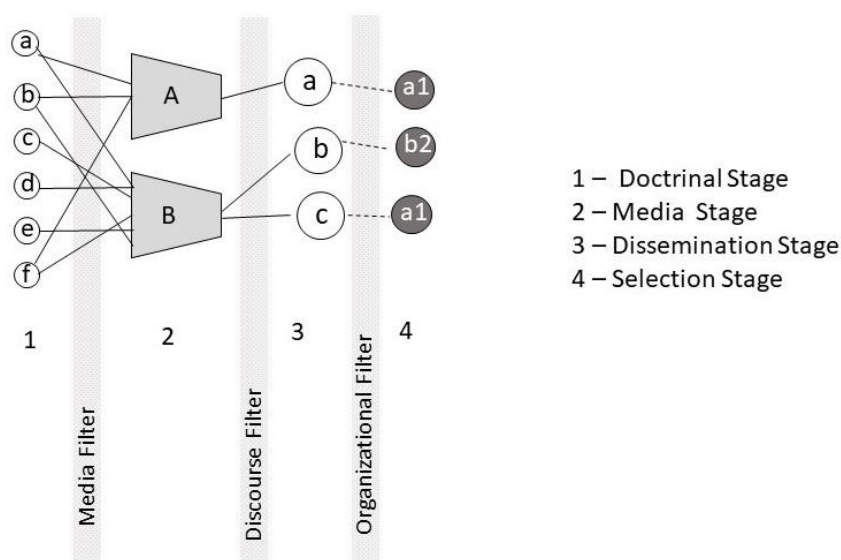 a
b
c
d
e
f
A
B
a
b
c
a1
b2
a1
1
2
3
4
Media Filter
Discourse Filter
Organizational Filter
1 – Doctrinal Stage
2 – Media Stage
3 – Dissemination Stage
4 – Selection Stage